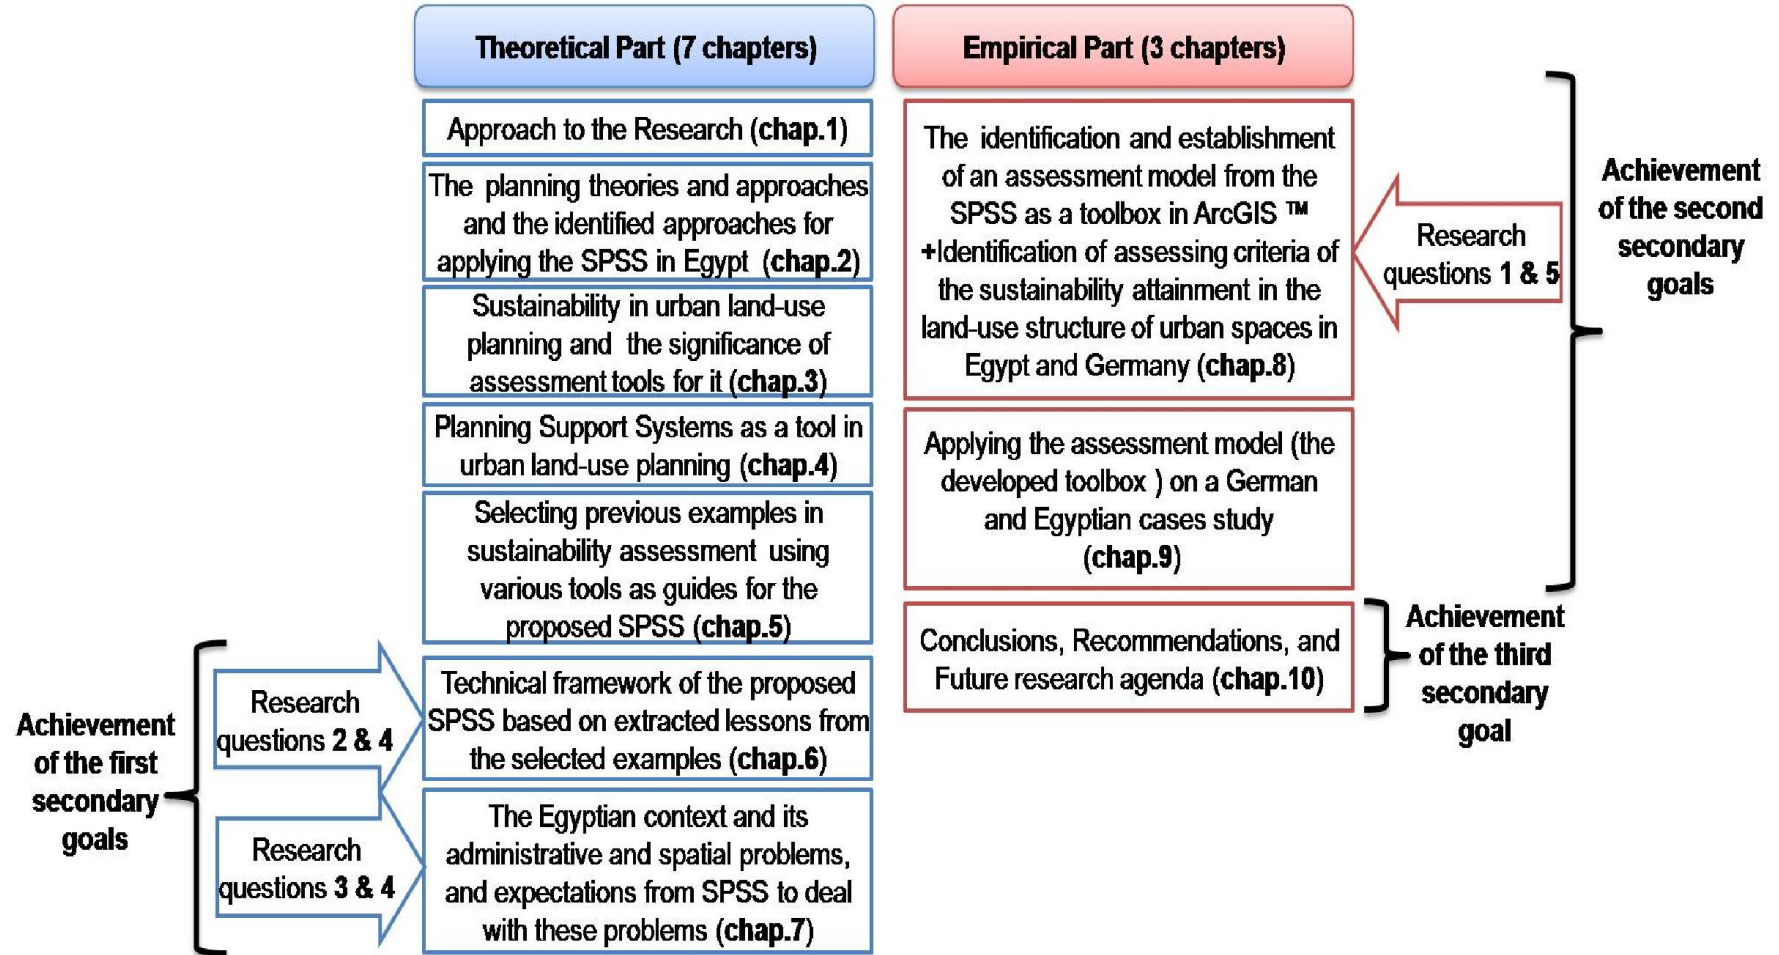 Theoretical Part (7 chapters)
Approach to the Research (chap.1)
The planning theories and approaches
and the identified approaches for
applying the SPSS in Egypt (chap.2)
Sustainability in urban land-use
planning and the significance of
assessment tools for it (chap.3)
Planning Support Systems as a tool in
urban land-use planning (chap.4)
Selecting previous examples in
sustainability assessment using
various tools as guides for the
proposed SPSS (chap.5)
Technical framework of the proposed
SPSS based on extracted lessons from
the selected examples (chap.6)
The Egyptian context and its
administrative and spatial problems,
and expectations from SPSS to deal
with these problems (chap.7)
Research
questions 2 & 4
Research
questions 3 & 4
Achievement
of the first
secondary
goals
Empirical Part (3 chapters)
The identification and establishment
of an assessment model from the
SPSS as a toolbox in ArcGIS ™
+Identification of assessing criteria of
the sustainability attainment in the
land-use structure of urban spaces in
Egypt and Germany (chap.8)
Applying the assessment model (the
developed toolbox ) on a German
and Egyptian cases study
(chap.9)
Conclusions, Recommendations, and
Future research agenda (chap.10)
Research
questions 1 & 5
Achievement
of the second
secondary
goals
Achievement
of the third
secondary
goal